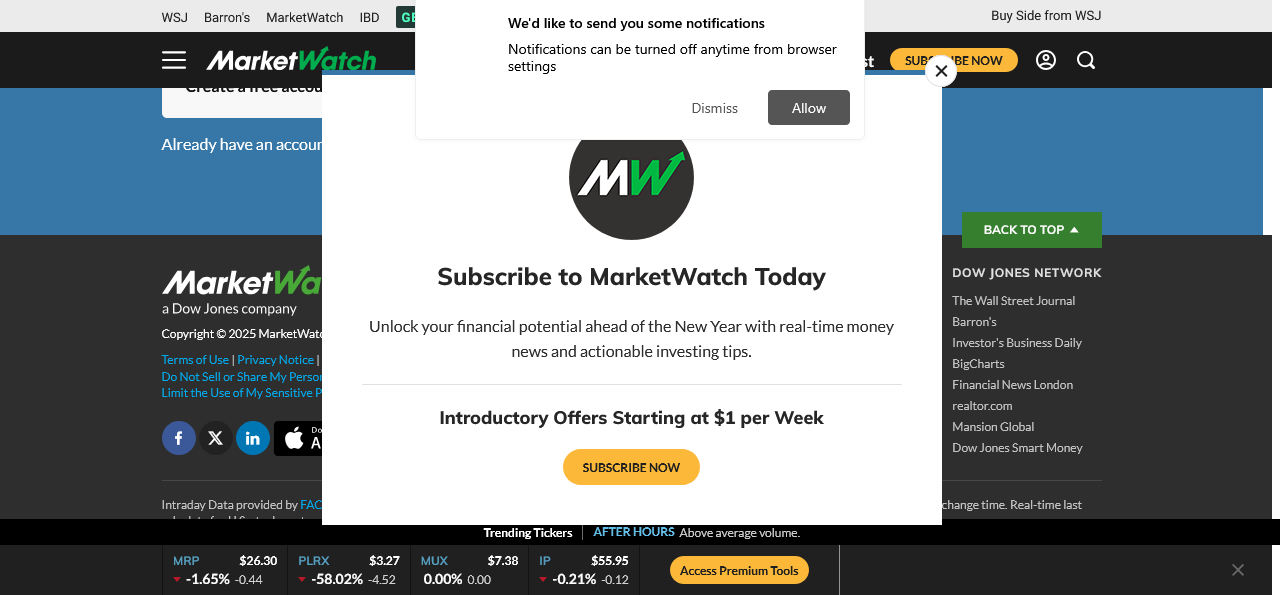 WSJ Barron's MarketWatch IBD
Buy Side from WSJ
We'd like to send you some notifications
Notifications can be turned off anytime from browser
settings
Dismiss
Allow
MarketWatch
SUBSCRIBE NOW
Create a free
Already have an
MW
Subscribe to MarketWatch Today
Unlock your financial potential ahead of the New Year with real-time money
news and actionable investing tips.
Introductory Offers Starting at $1 per Week
SUBSCRIBE NOW
BACK TO TOP
MarketWa
a Dow Jones company
Copyright © 2025 MarketWatc
Terms of Use | Privacy Notice |
Do Not Sell or Share My Person
Limit the Use of My Sensitive P
DOW JONES NETWORK
The Wall Street Journal
Barron's
Investor's Business Daily
BigCharts
Financial News London
realtor.com
Mansion Global
Dow Jones Smart Money
f X in
Intraday Data provided by FAC
change time. Real-time last
Trending Tickers | AFTER HOURS Above average volume.
MRP $26.30
-1.65% -0.44
PLRX $3.27
-58.02% -4.52
MUX $7.38
0.00% 0.00
IP $55.95
-0.21% -0.12
Access Premium Tools